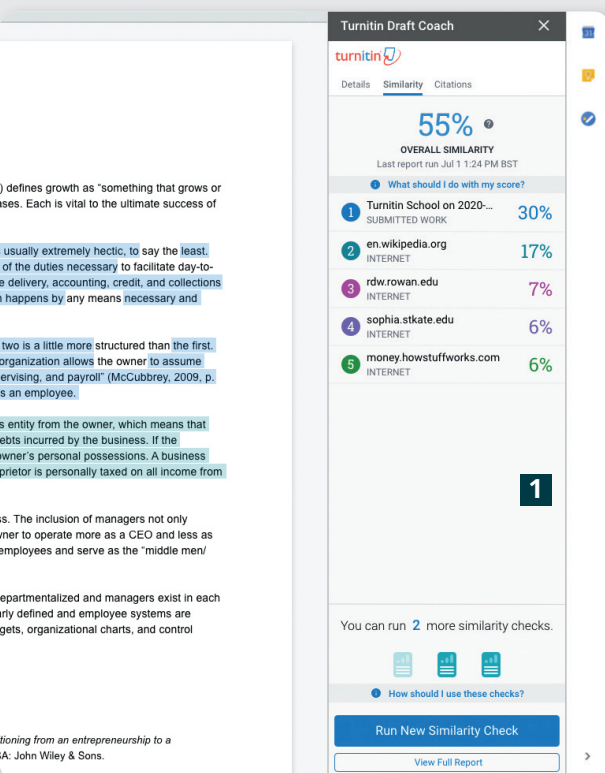 ) defines growth as "something that grows or
ases. Each is vital to the ultimate success of
usually extremely hectic, to say the least.
of the duties necessary to facilitate day-to-
e delivery, accounting, credit, and collections
n happens by any means necessary and
two is a little more structured than the first.
organization allows the owner to assume
ervising, and payroll" (McCubbrey, 2009, p.
s an employee.
s entity from the owner, which means that
ebts incurred by the business. If the
owner's personal possessions. A business
prietor is personally taxed on all income from
ss. The inclusion of managers not only
wner to operate more as a CEO and less as
employees and serve as the "middle men/
epartmentalized and managers exist in each
arly defined and employee systems are
gets, organizational charts, and control
tioning from an entrepreneurship to a
SA: John Wiley & Sons.
Turnitin Draft Coach
turnitin
Details Similarity Citations
55%
OVERALL SIMILARITY
Last report run Jul 1 1:24 PM BST
What should I do with my score?
1 Turnitin School on 2020-... 30%
SUBMITTED WORK
2 en.wikipedia.org 17%
INTERNET
3 rdw.rowan.edu 7%
INTERNET
4 sophia.stkate.edu 6%
INTERNET
5 money.howstuffworks.com 6%
INTERNET
1
You can run 2 more similarity checks.
How should I use these checks?
Run New Similarity Check
View Full Report